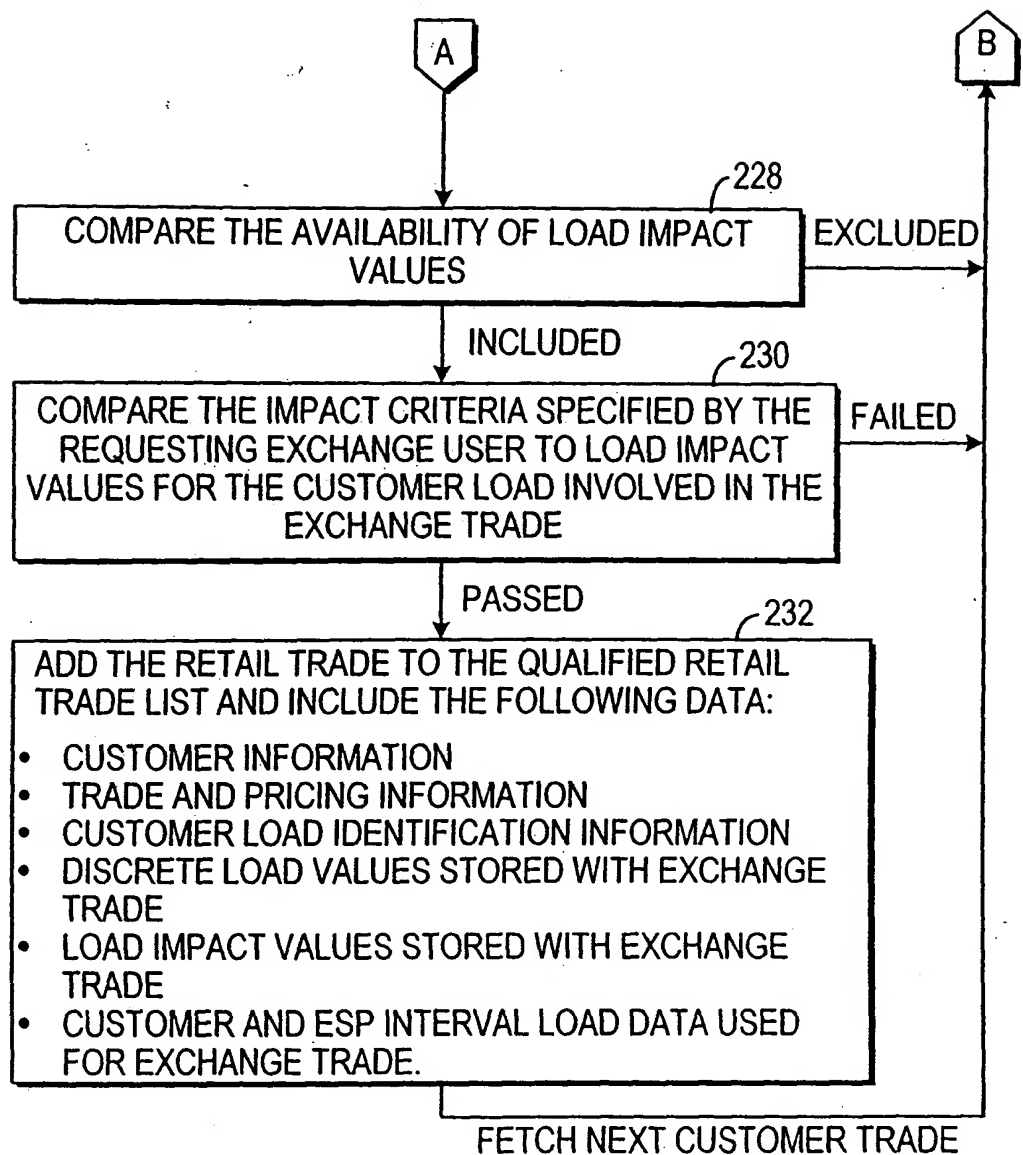 A
B
228
COMPARE THE AVAILABILITY OF LOAD IMPACT
VALUES
EXCLUDED
INCLUDED
230
COMPARE THE IMPACT CRITERIA SPECIFIED BY THE
REQUESTING EXCHANGE USER TO LOAD IMPACT
VALUES FOR THE CUSTOMER LOAD INVOLVED IN THE
EXCHANGE TRADE
FAILED
PASSED
232
ADD THE RETAIL TRADE TO THE QUALIFIED RETAIL
TRADE LIST AND INCLUDE THE FOLLOWING DATA:
• CUSTOMER INFORMATION
• TRADE AND PRICING INFORMATION
• CUSTOMER LOAD IDENTIFICATION INFORMATION
• DISCRETE LOAD VALUES STORED WITH EXCHANGE
TRADE
• LOAD IMPACT VALUES STORED WITH EXCHANGE
TRADE
• CUSTOMER AND ESP INTERVAL LOAD DATA USED
FOR EXCHANGE TRADE.
FETCH NEXT CUSTOMER TRADE